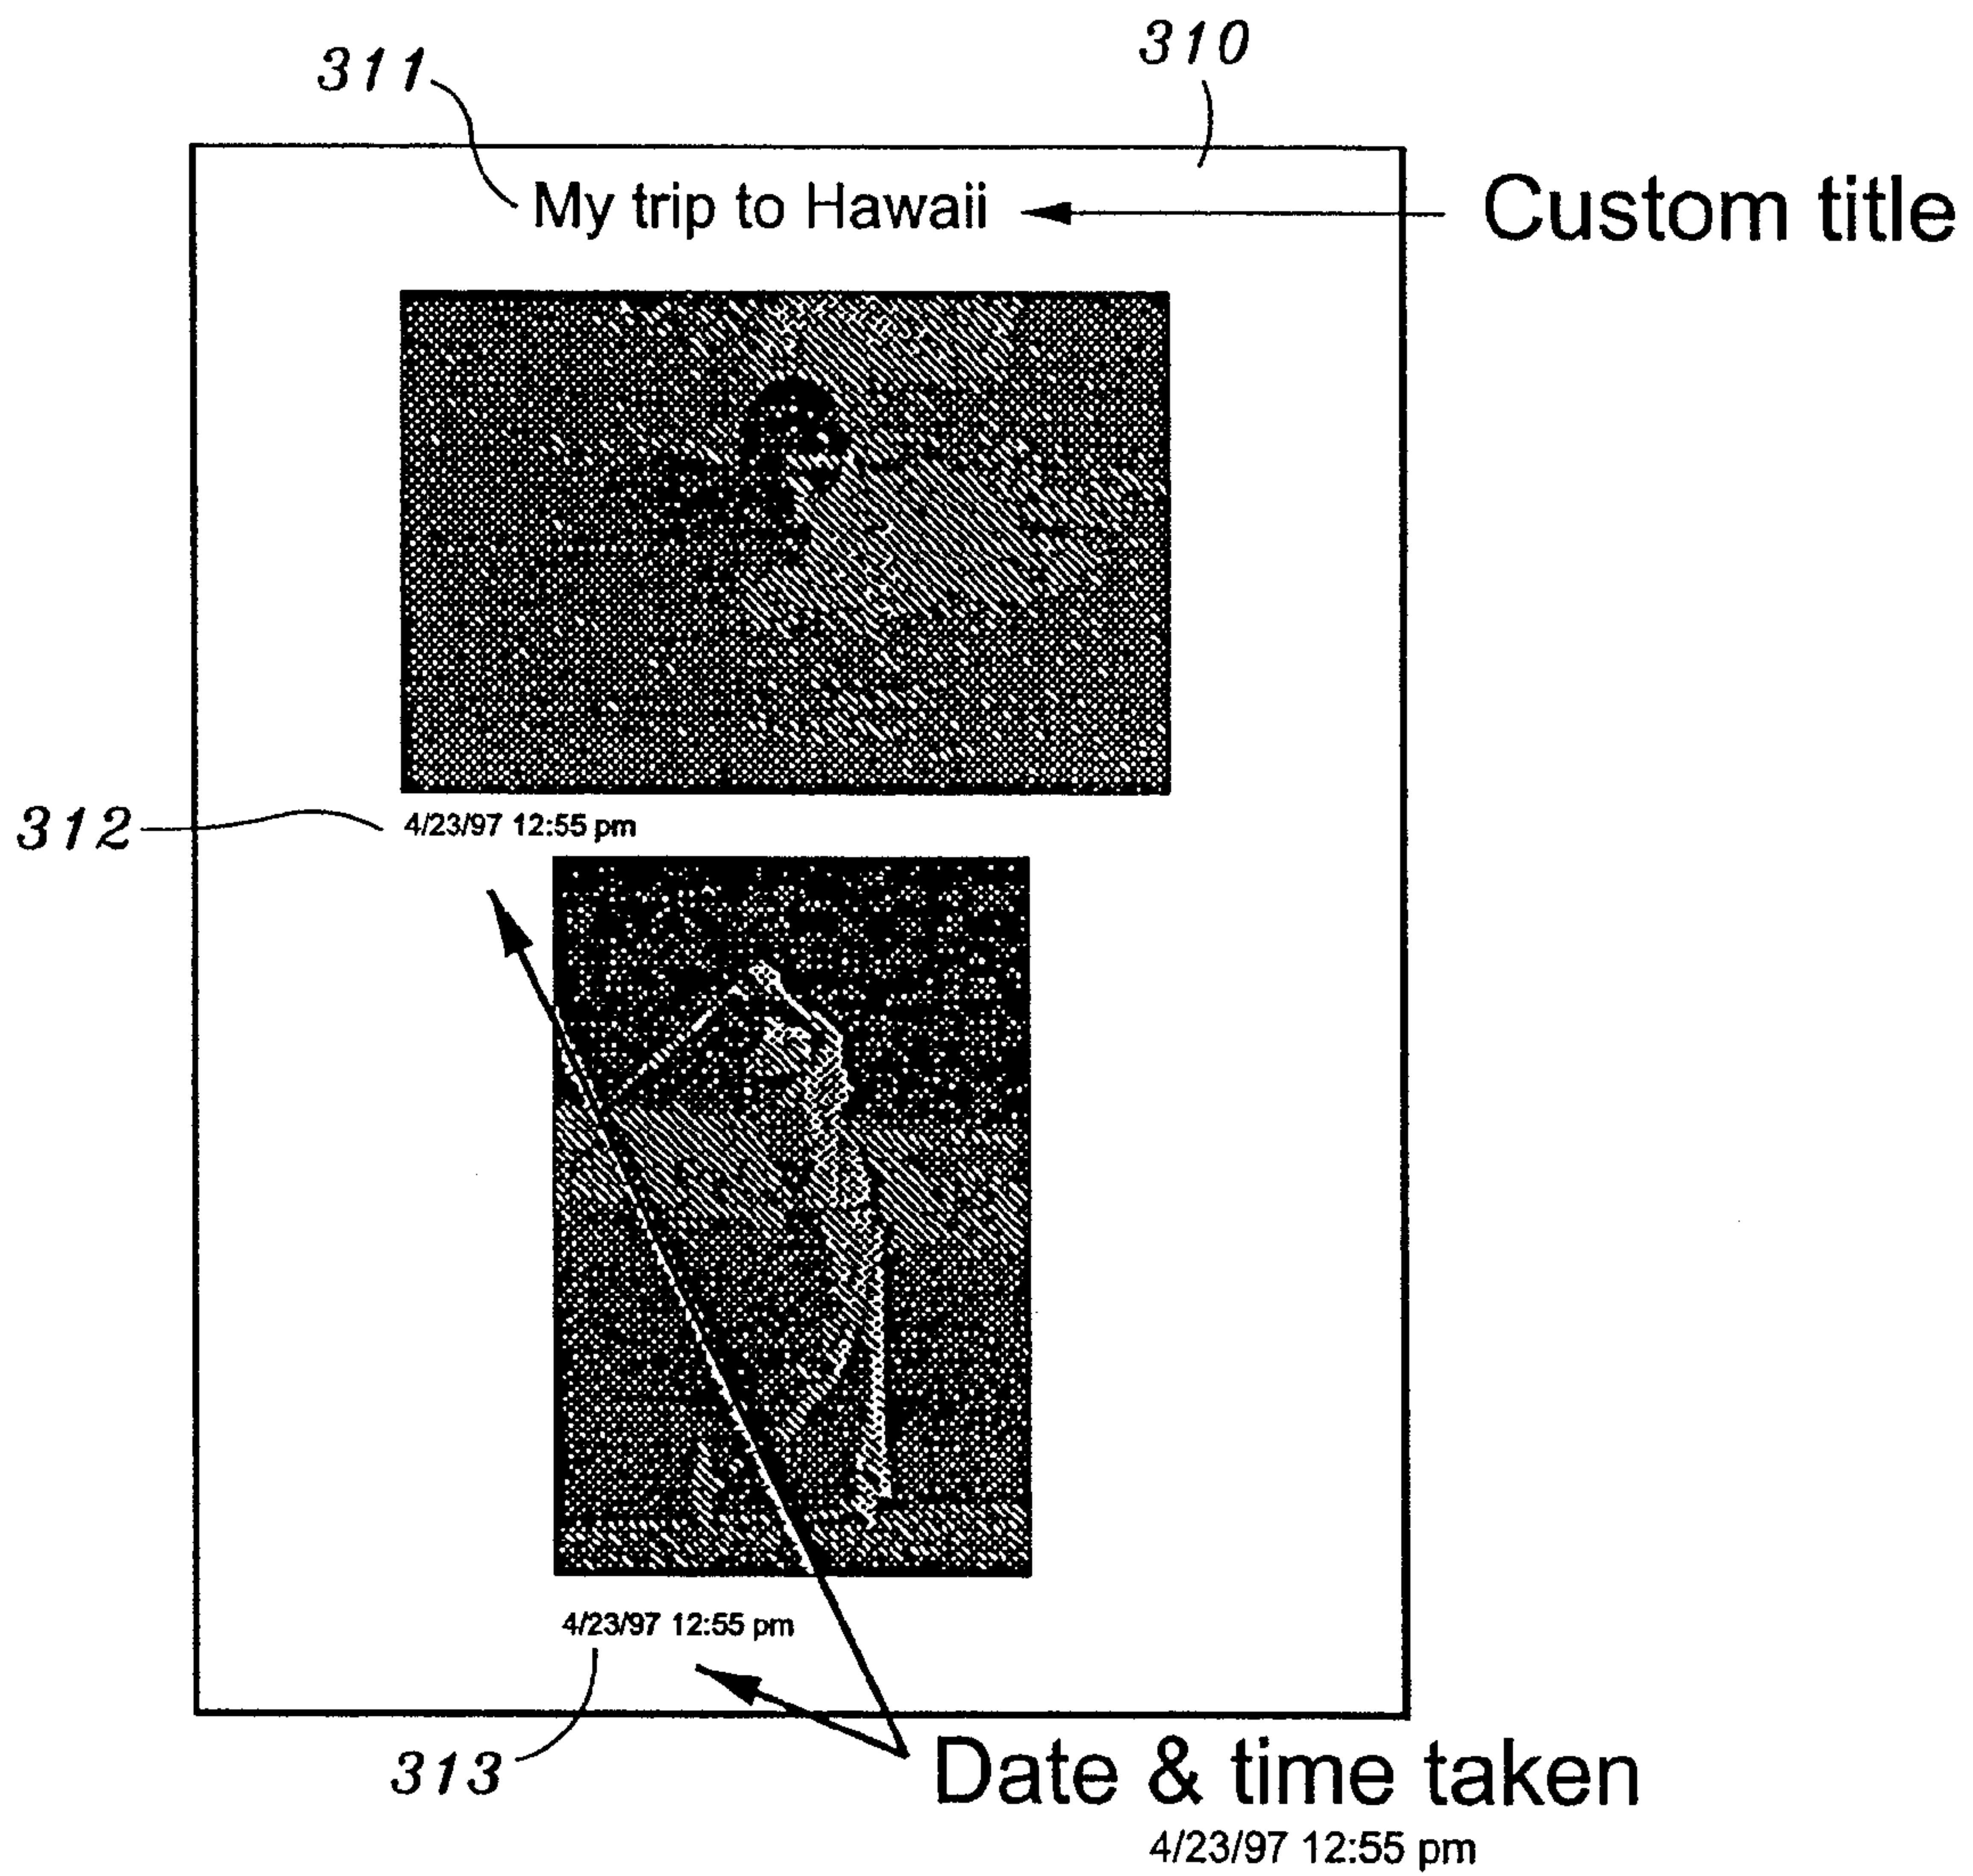 311
310
My trip to Hawaii
Custom title
312
4/23/97 12:55 pm
4/23/97 12:55 pm
313
Date & time taken
4/23/97 12:55 pm